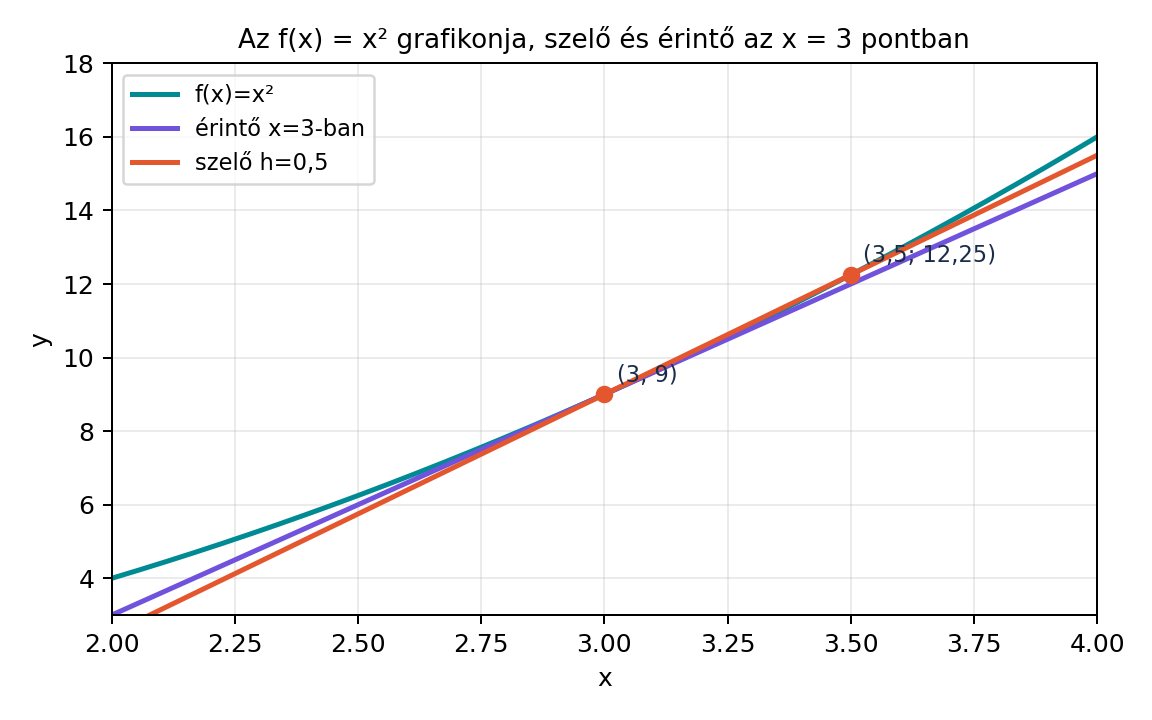 Az f(x) = x² grafikonja, szelő és érintő az x = 3 pontban
18
16
14
12
10
8
6
4
y
f(x)=x²
érintő x=3-ban
szelő h=0,5
(3,5; 12,25)
(3; 9)
2.00 2.25 2.50 2.75 3.00 3.25 3.50 3.75 4.00
x